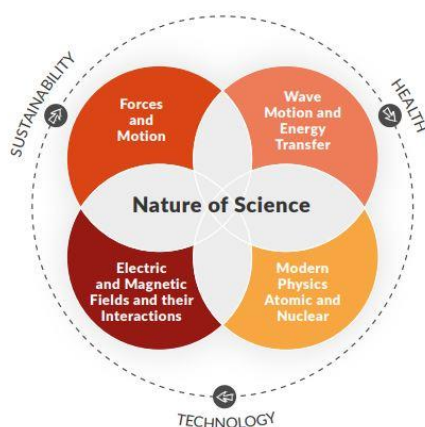 SUSTAINABILITY
HEALTH
Forces
and
Motion
Wave
Motion and
Energy
Transfer
Nature of Science
Electric
and Magnetic
Fields and their
Interactions
Modern
Physics
Atomic and
Nuclear
TECHNOLOGY